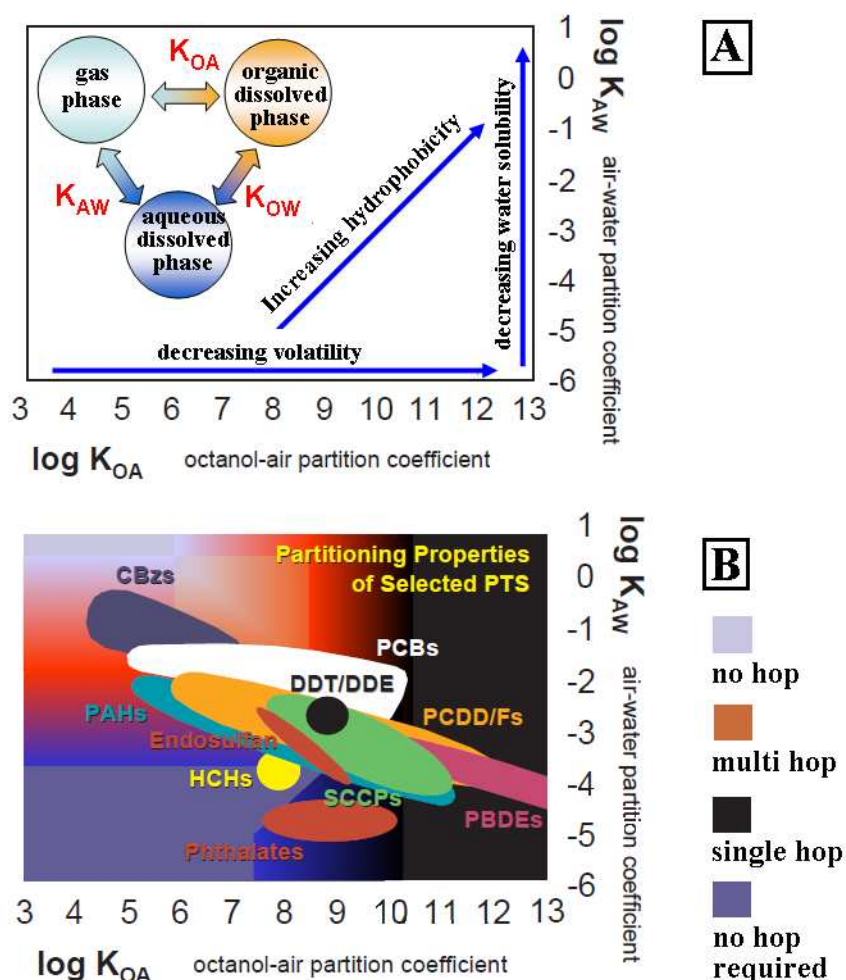 A
gas
phase
K_OA
organic
dissolved
phase
K_AW
K_OW
aqueous
dissolved
phase
Increasing hydrophobicity
decreasing water solubility
decreasing volatility
1
0
-1
-2
-3
-4
-5
-6
log K_AW
air-water partition coefficient
3 4 5 6 7 8 9 10 11 12 13
log K_OA octanol-air partition coefficient
B
Partitioning Properties
of Selected PTS
CBzs
PCBs
DDT/DDE
PAHs
PCDD/Fs
Endosulfan
HCHs
SCCPs
PBDEs
Phthalates
1
0
-1
-2
-3
-4
-5
-6
log K_AW
air-water partition coefficient
3 4 5 6 7 8 9 10 11 12 13
log K_OA octanol-air partition coefficient
no hop
multi hop
single hop
no hop
required